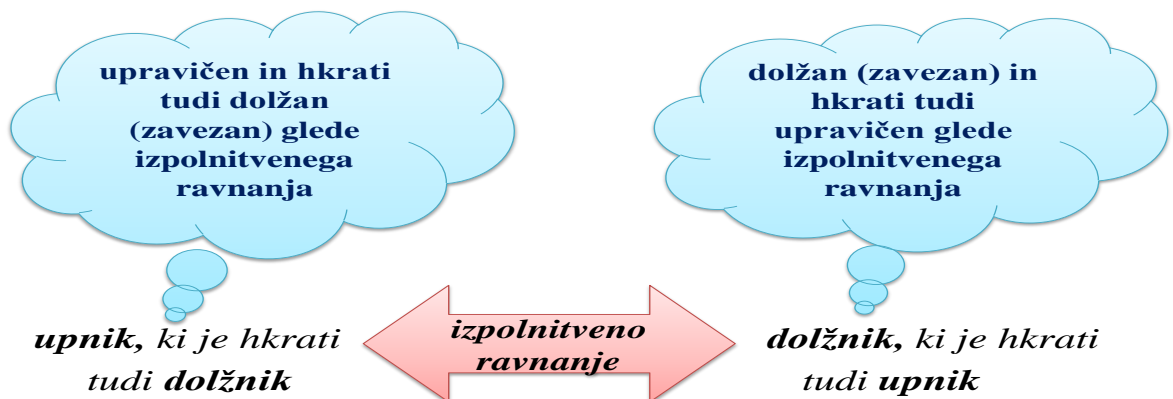 upravičen in hkrati
tudi dolžan
(zavezan) glede
izpolnitvenega
ravnanja
dolžan (zavezan) in
hkrati tudi
upravičen glede
izpolnitvenega
ravnanja
upnik, ki je hkrati
tudi dolžnik
izpolnitveno
ravnanje
dolžnik, ki je hkrati
tudi upnik